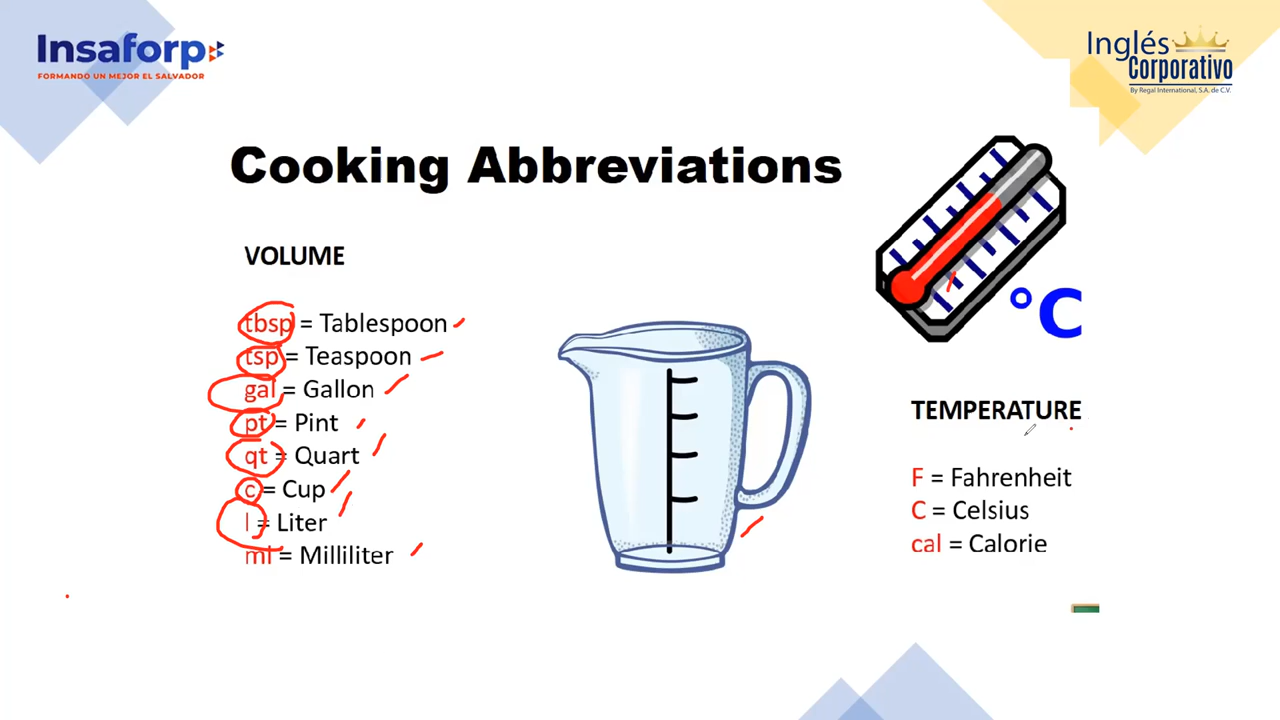 Insaforp
FORMANDO UN MEJOR EL SALVADOR
Inglés
Corporativo
By Regal International, S.A. de C.V.
Cooking Abbreviations
VOLUME
tbsp = Tablespoon
tsp = Teaspoon
gal = Gallon
pt = Pint
qt = Quart
c = Cup
l = Liter
ml = Milliliter
°C
TEMPERATURE
F = Fahrenheit
C = Celsius
cal = Calorie